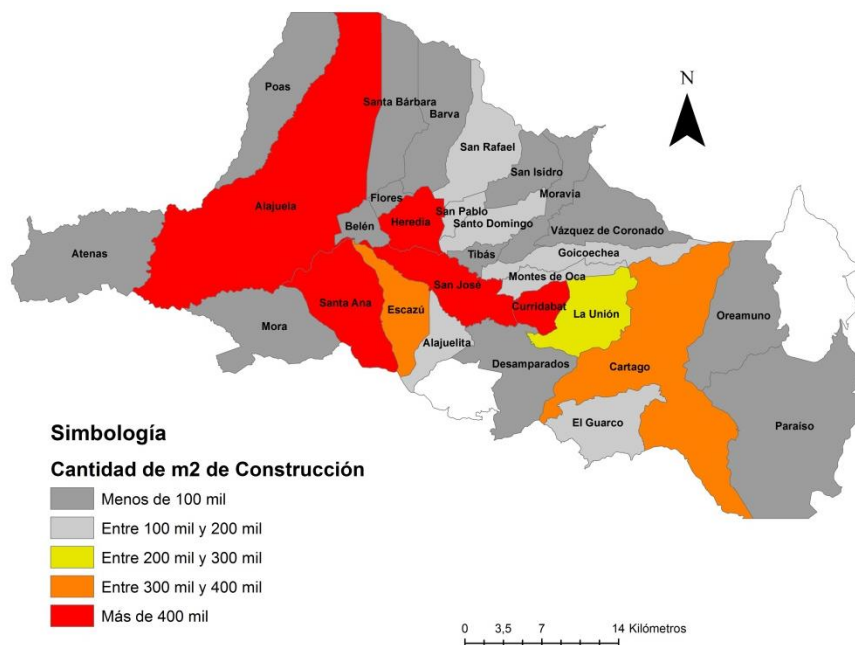 N
Poas
Santa Bárbara
Barva
San Rafael
San Isidro
Moravia
Flores
Alajuela
Heredia
San Pablo
Santo Domingo
Belén
Vázquez de Coronado
Atenas
Tibás
Goicoechea
Montes de Oca
San José
Santa Ana
Escazú
Curridabat
La Unión
Oreamuno
Mora
Alajuelita
Desamparados
Cartago
El Guarco
Paraíso
Simbología
Cantidad de m2 de Construcción
Menos de 100 mil
Entre 100 mil y 200 mil
Entre 200 mil y 300 mil
Entre 300 mil y 400 mil
Más de 400 mil
0 3,5 7 14 Kilómetros